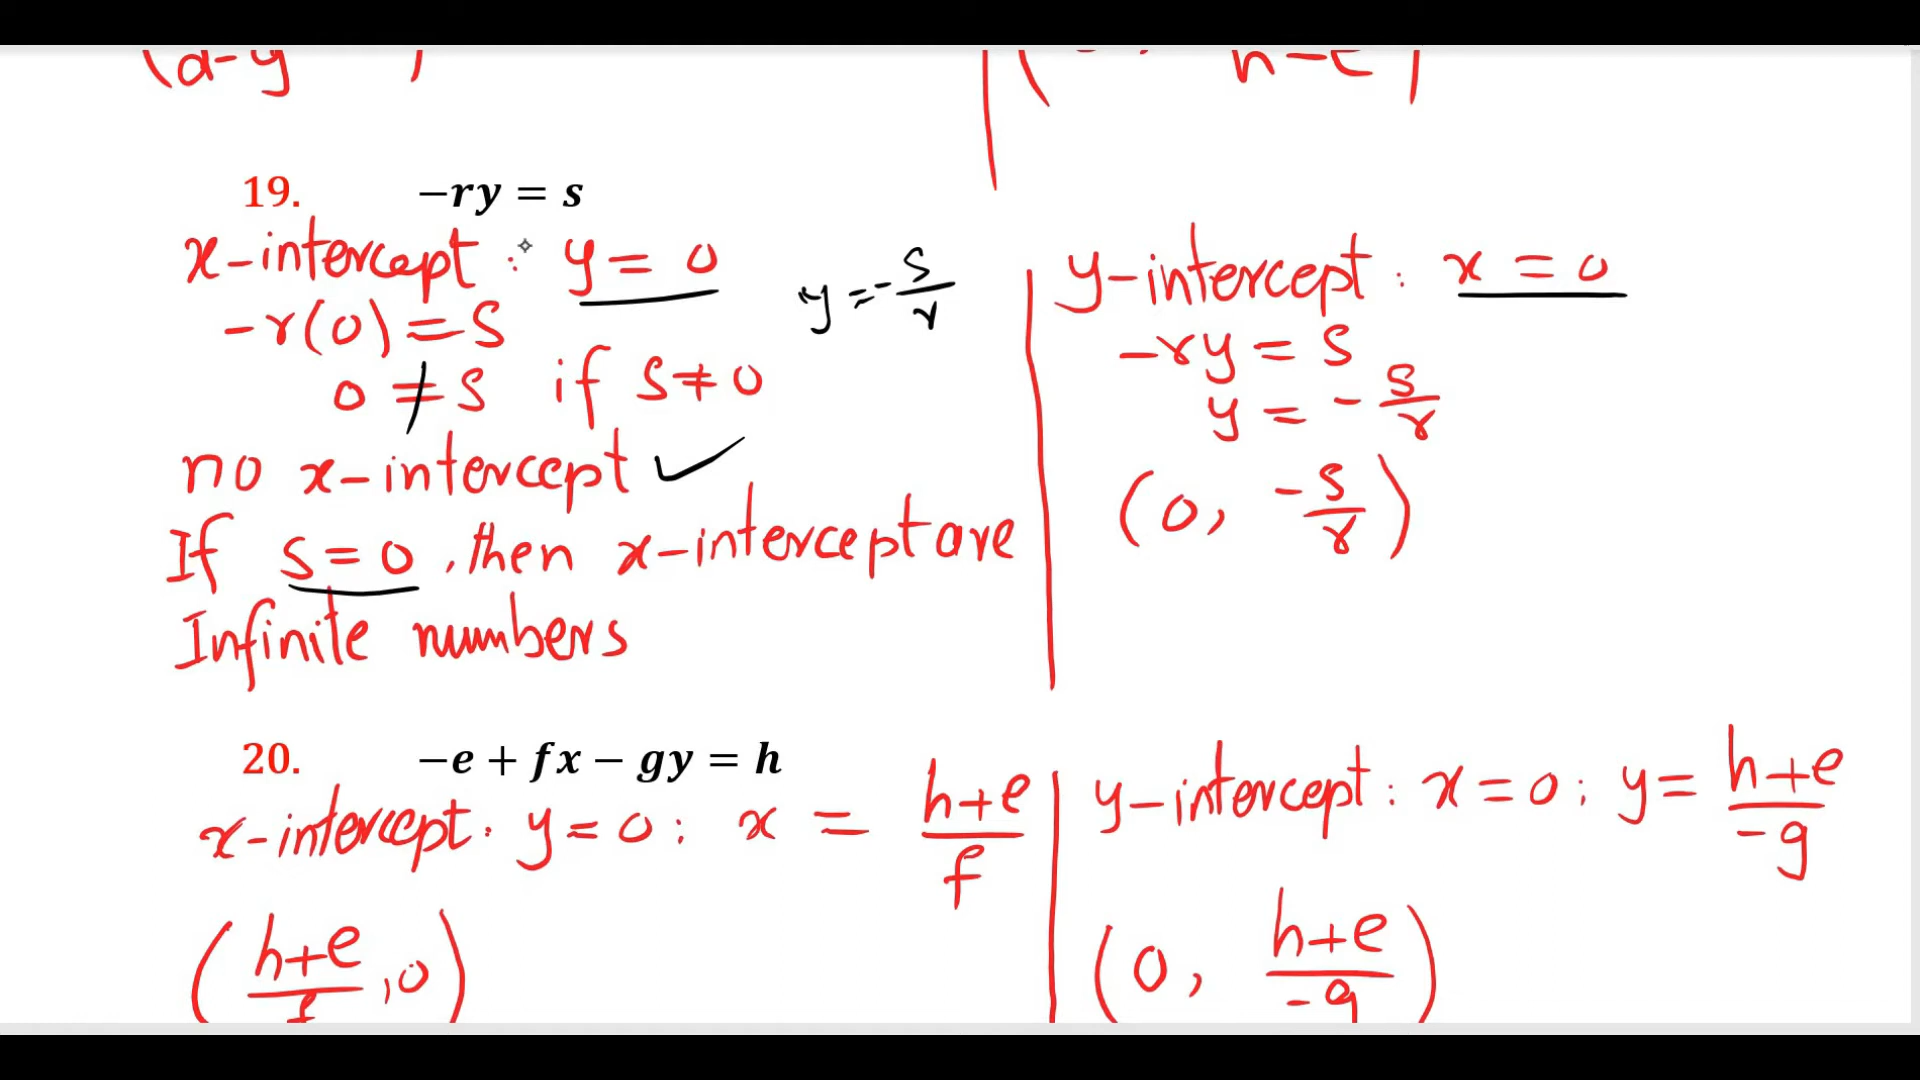 (d-y )
h-e )
19. −ry = s
x-intercept : y = 0
-r(0) = s
0 ≠ s if s ≠ 0
no x-intercept ✓
If s = 0, then x-intercept are
Infinite numbers
y = -s/r
y-intercept : x = 0
-ry = s
y = - s/r
(0, -s/r)
20. −e + fx − gy = h
x-intercept : y = 0 : x = h+e/f
(h+e/f, 0)
y-intercept : x = 0 ; y = h+e/-g
(0, h+e/-g)